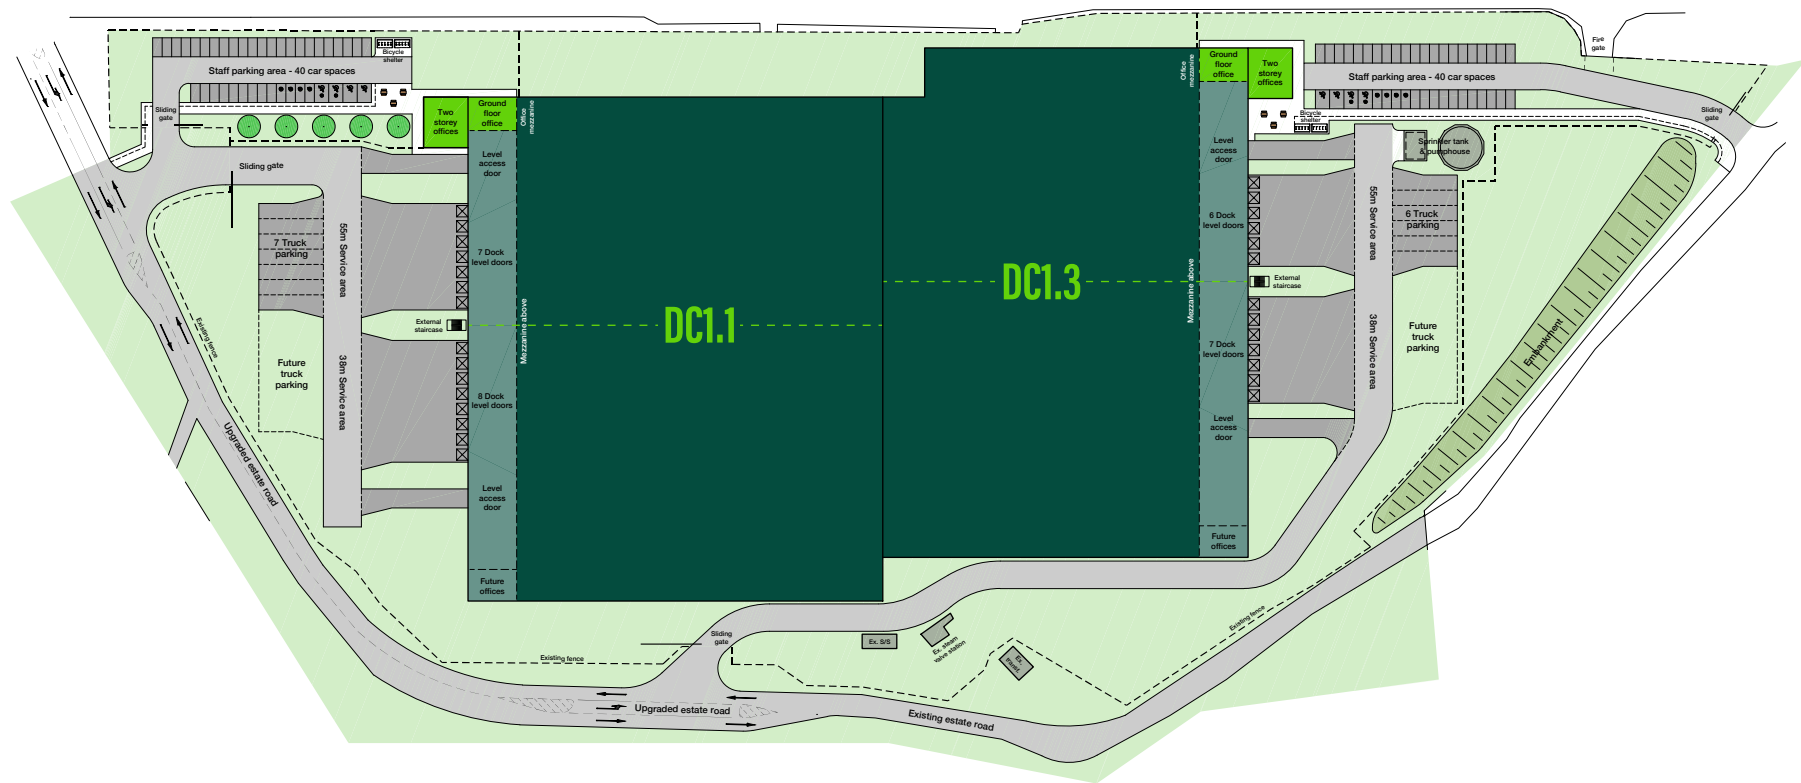 Bicycle
shelter
Staff parking area - 40 car spaces
Sliding
gate
Two
storey
offices
Ground
floor
office
Office
mezzanine
Sliding gate
Level
access
door
7 Truck
parking
55m Service area
7 Dock
level doors
External
staircase
Mezzanine above
DC1.1
Existing fence
Future
truck
parking
38m Service area
8 Dock
level doors
Level
access
door
Future
offices
Upgraded estate road
Office
mezzanine
Ground
floor
office
Two
storey
offices
Staff parking area - 40 car spaces
Fire
gate
Sliding
gate
Bicycle
shelter
Sprinkler tank
& pumphouse
Level
access
door
6 Dock
level doors
55m Service area
6 Truck
parking
DC1.3
Mezzanine above
External
staircase
7 Dock
level doors
38m Service area
Future
truck
parking
Embankment
Level
access
door
Future
offices
Sliding
gate
Existing fence
Ex. S/S
Ex. steam
valve station
Ex.
Existing fence
Upgraded estate road
Existing estate road